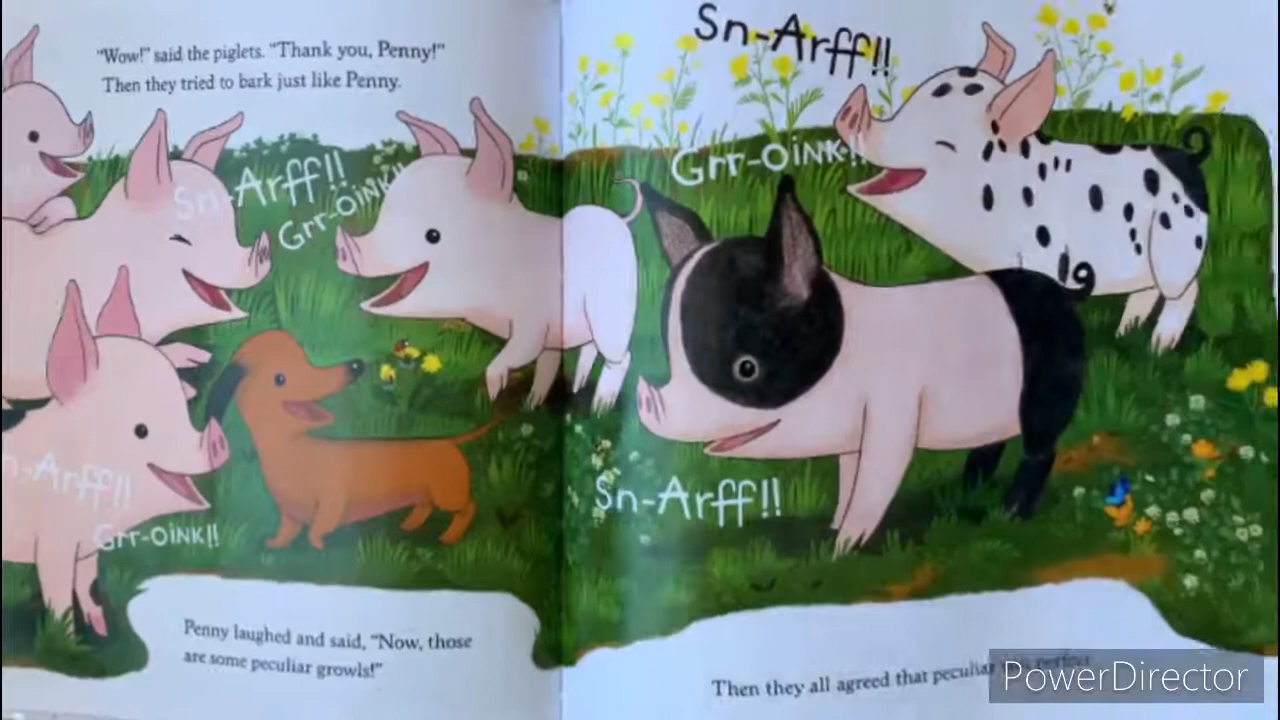 "Wow!" said the piglets. "Thank you, Penny!"
Then they tried to bark just like Penny.
Sn-Arff!!
Grr-OINK!!
Sn-Arff!!
Grr-OINK!!
Sn-Arff!!
Grr-OINK!!
n-Arff!!
Grr-OINK!!
Sn-Arff!!
Penny laughed and said, "Now, those
are some peculiar growls!"
Then they all agreed that peculiar
PowerDirector